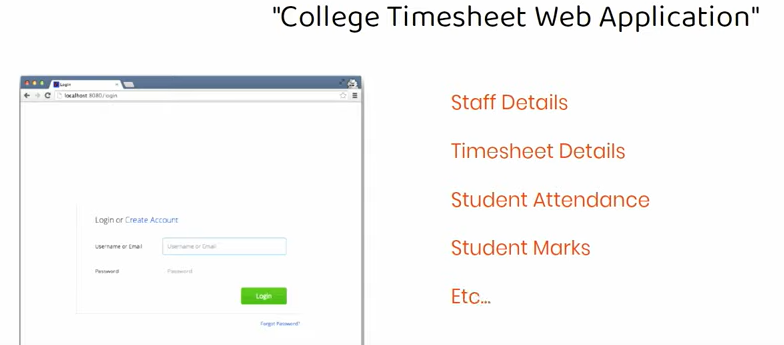 "College Timesheet Web Application"
Login
localhost:8080/login
Login or Create Account
Username or Email
Username or Email
Password
Password
Login
Forgot Password?
Staff Details
Timesheet Details
Student Attendance
Student Marks
Etc...